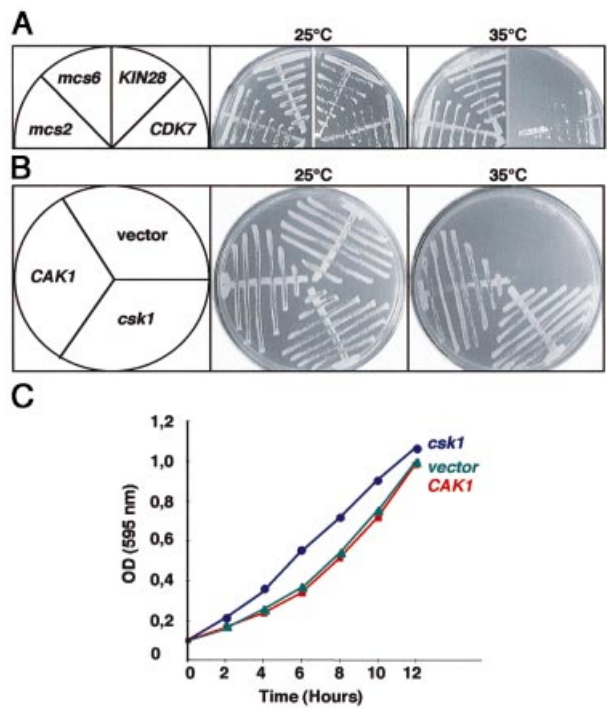 A
25°C
35°C
mcs6
KIN28
mcs2
CDK7
B
25°C
35°C
vector
CAK1
csk1
C
1,2
1,0
0,8
0,6
0,4
0,2
0
OD (595 nm)
csk1
vector
CAK1
0 2 4 6 8 10 12
Time (Hours)